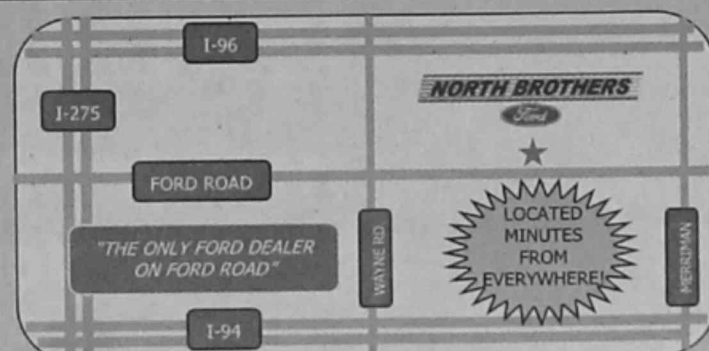 I-96
NORTH BROTHERS
Ford
I-275
FORD ROAD
"THE ONLY FORD DEALER
ON FORD ROAD"
WAYNE RD.
LOCATED
MINUTES
FROM
EVERYWHERE!
MERRIMAN
I-94